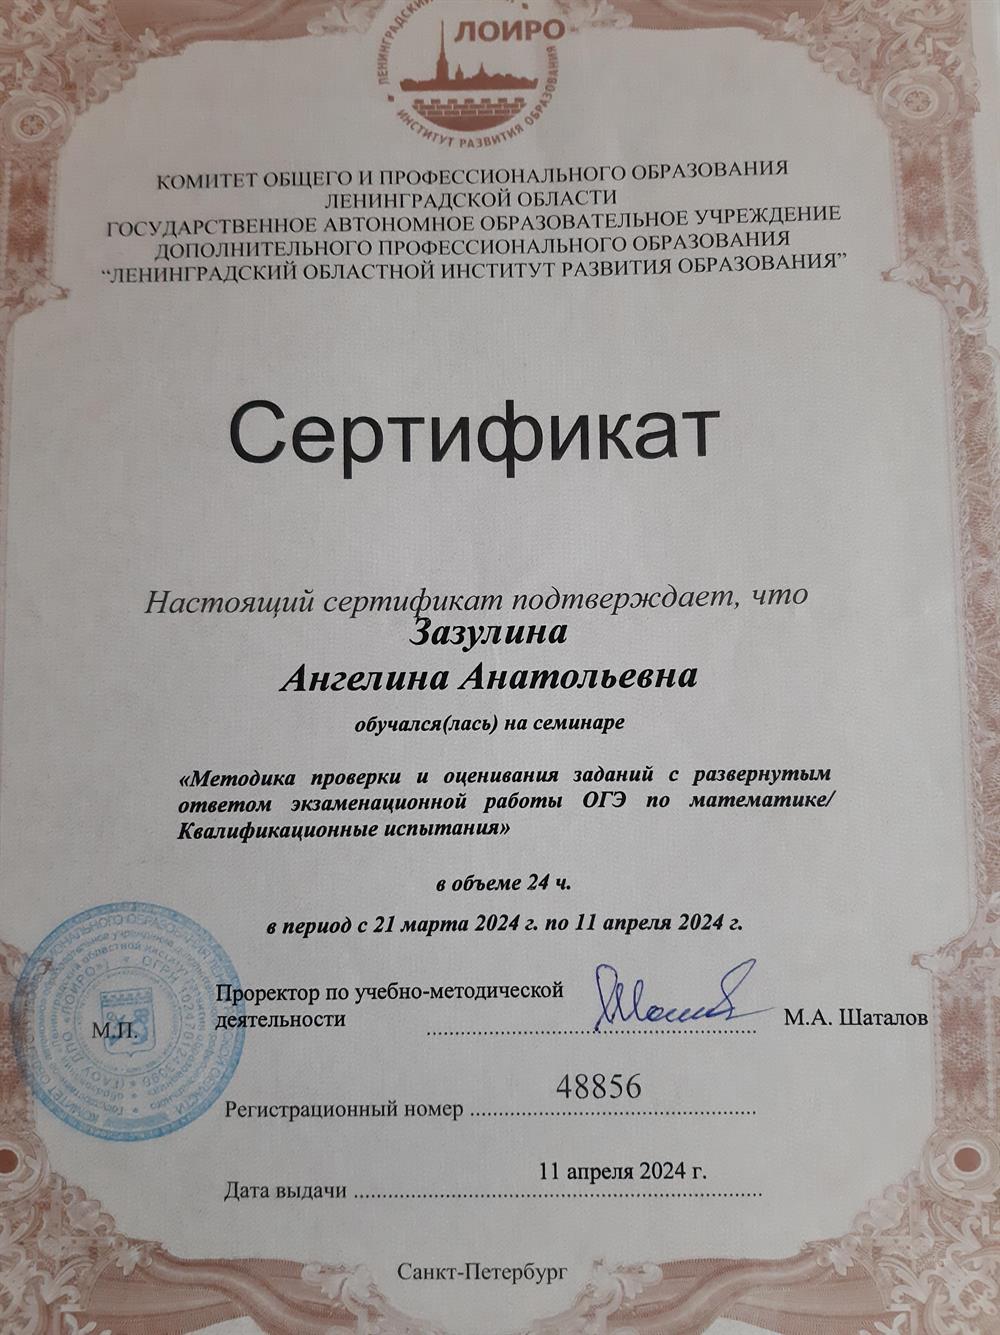 ЛЕНИНГРАДСКИЙ
ЛОИРО
ИНСТИТУТ РАЗВИТИЯ ОБРАЗОВАНИЯ
КОМИТЕТ ОБЩЕГО И ПРОФЕССИОНАЛЬНОГО ОБРАЗОВАНИЯ
ЛЕНИНГРАДСКОЙ ОБЛАСТИ
ГОСУДАРСТВЕННОЕ АВТОНОМНОЕ ОБРАЗОВАТЕЛЬНОЕ УЧРЕЖДЕНИЕ
ДОПОЛНИТЕЛЬНОГО ПРОФЕССИОНАЛЬНОГО ОБРАЗОВАНИЯ
“ЛЕНИНГРАДСКИЙ ОБЛАСТНОЙ ИНСТИТУТ РАЗВИТИЯ ОБРАЗОВАНИЯ”
Сертификат
Настоящий сертификат подтверждает, что
Зазулина
Ангелина Анатольевна
обучался(лась) на семинаре
«Методика проверки и оценивания заданий с развернутым
ответом экзаменационной работы ОГЭ по математике/
Квалификационные испытания»
в объеме 24 ч.
в период с 21 марта 2024 г. по 11 апреля 2024 г.
Проректор по учебно-методической
деятельности
М.А. Шаталов
М.П.
48856
Регистрационный номер
11 апреля 2024 г.
Дата выдачи
Санкт-Петербург